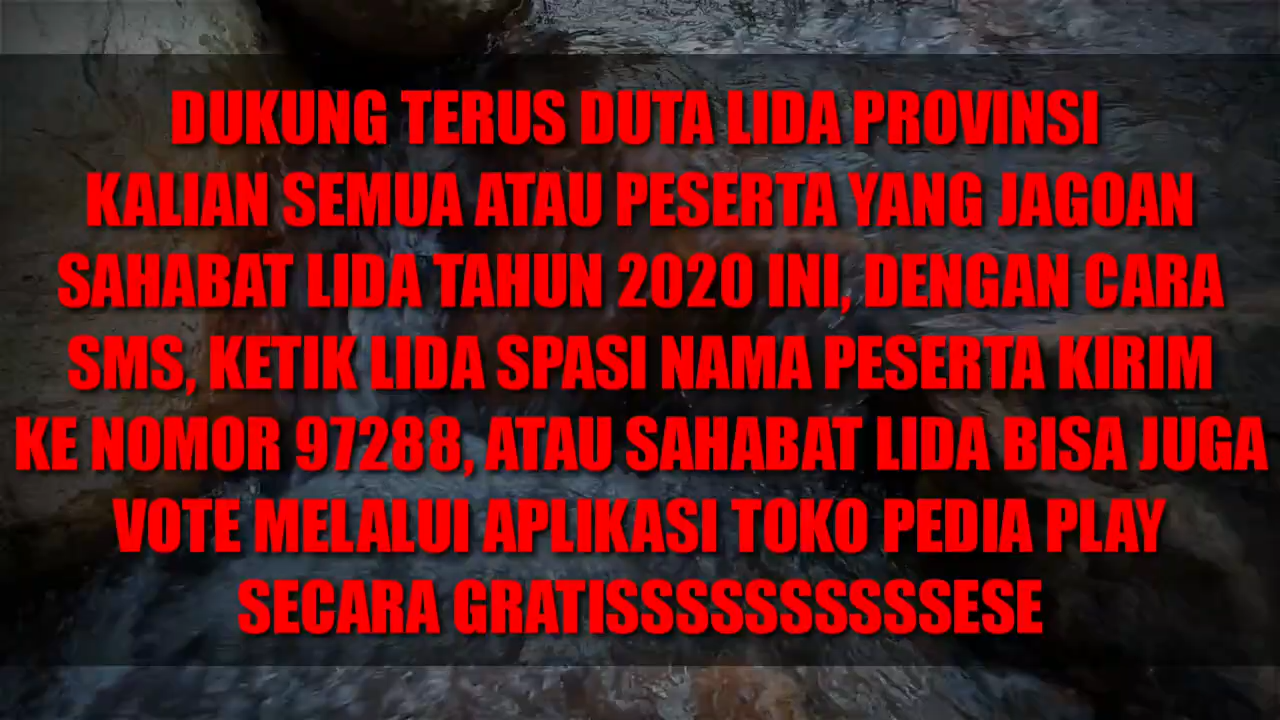 DUKUNG TERUS DUTA LIDA PROVINSI
KALIAN SEMUA ATAU PESERTA YANG JAGOAN
SAHABAT LIDA TAHUN 2020 INI, DENGAN CARA
SMS, KETIK LIDA SPASI NAMA PESERTA KIRIM
KE NOMOR 97288, ATAU SAHABAT LIDA BISA JUGA
VOTE MELALUI APLIKASI TOKO PEDIA PLAY
SECARA GRATISSSSSSSSSSESE